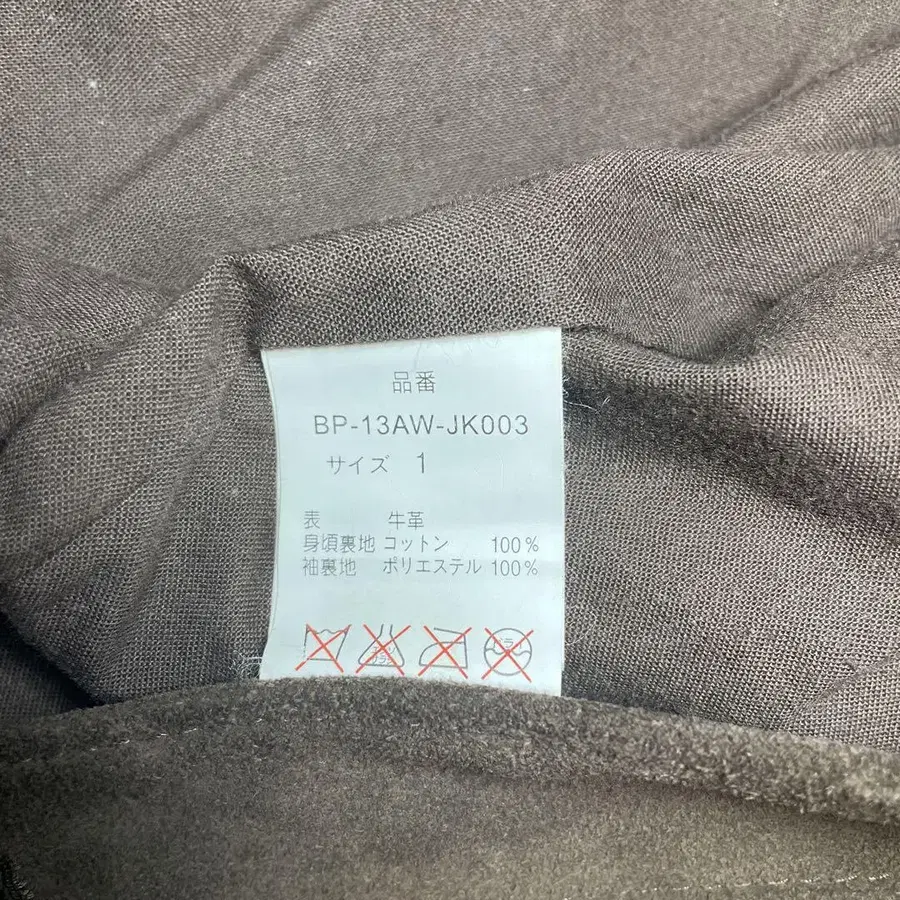 品番
BP-13AW-JK003
サイズ 1
表 牛革
身頃裏地 コットン 100%
袖裏地 ポリエステル 100%